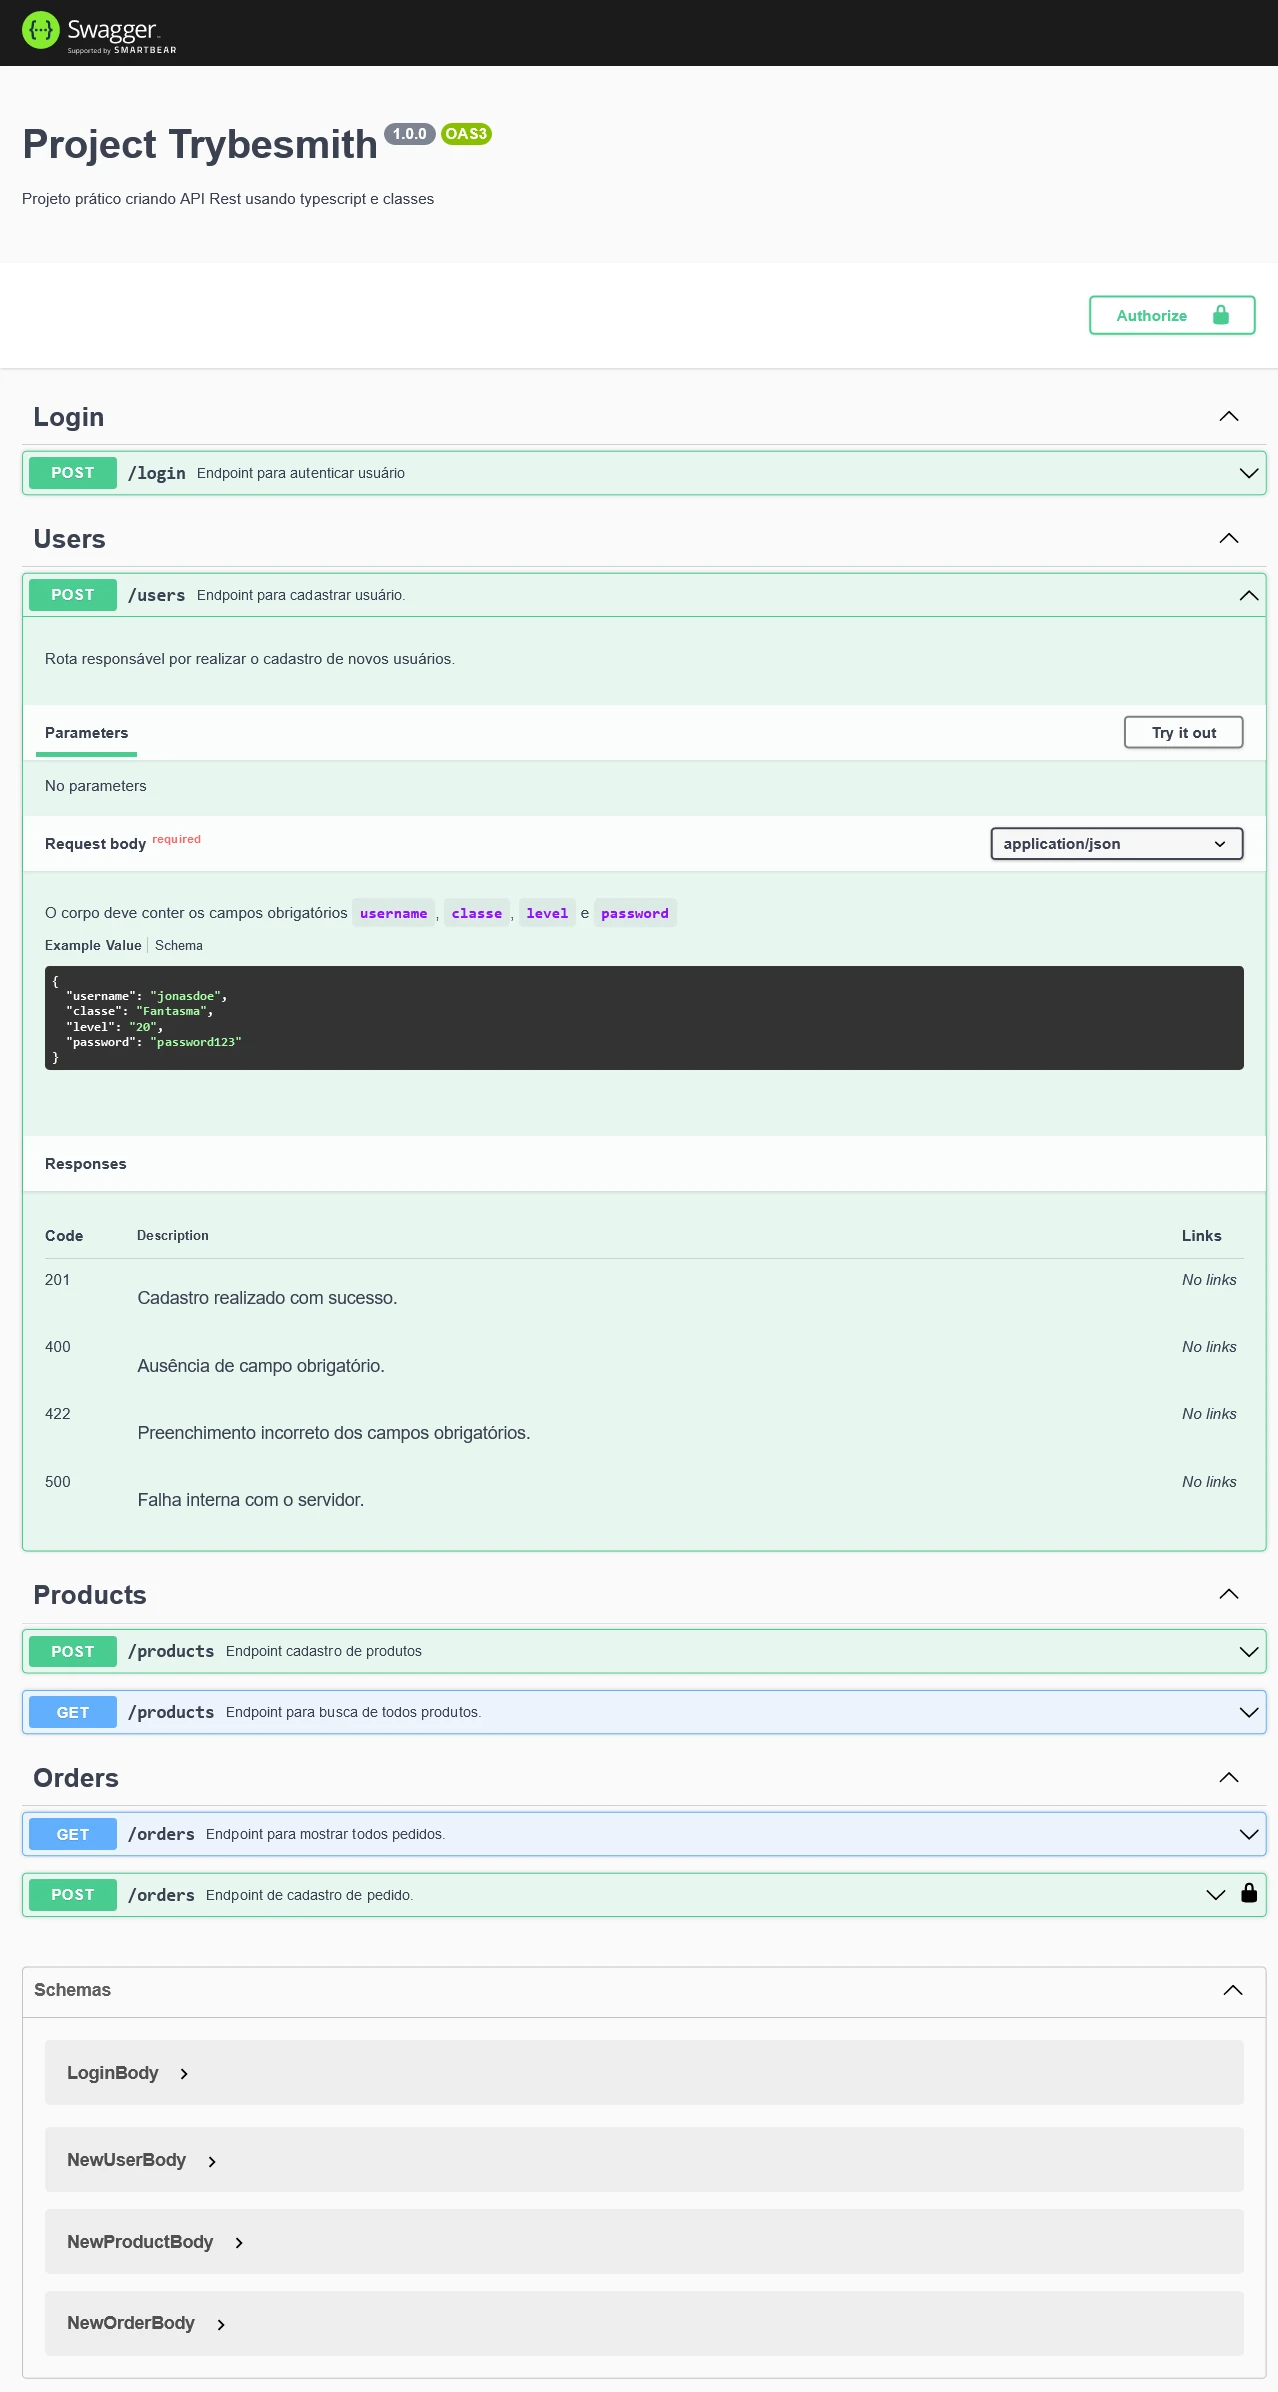 Swagger
Supported by SMARTBEAR
Project Trybesmith 1.0.0 OAS3
Projeto prático criando API Rest usando typescript e classes
Authorize
Login
POST /login Endpoint para autenticar usuário
Users
POST /users Endpoint para cadastrar usuário.
Rota responsável por realizar o cadastro de novos usuários.
Parameters Try it out
No parameters
Request body required application/json
O corpo deve conter os campos obrigatórios username, classe, level e password
Example Value Schema
{
"username": "jonasdoe",
"classe": "Fantasma",
"level": "20",
"password": "password123"
}
Responses
Code Description Links
201 Cadastro realizado com sucesso. No links
400 Ausência de campo obrigatório. No links
422 Preenchimento incorreto dos campos obrigatórios. No links
500 Falha interna com o servidor. No links
Products
POST /products Endpoint cadastro de produtos
GET /products Endpoint para busca de todos produtos.
Orders
GET /orders Endpoint para mostrar todos pedidos.
POST /orders Endpoint de cadastro de pedido.
Schemas
LoginBody
NewUserBody
NewProductBody
NewOrderBody